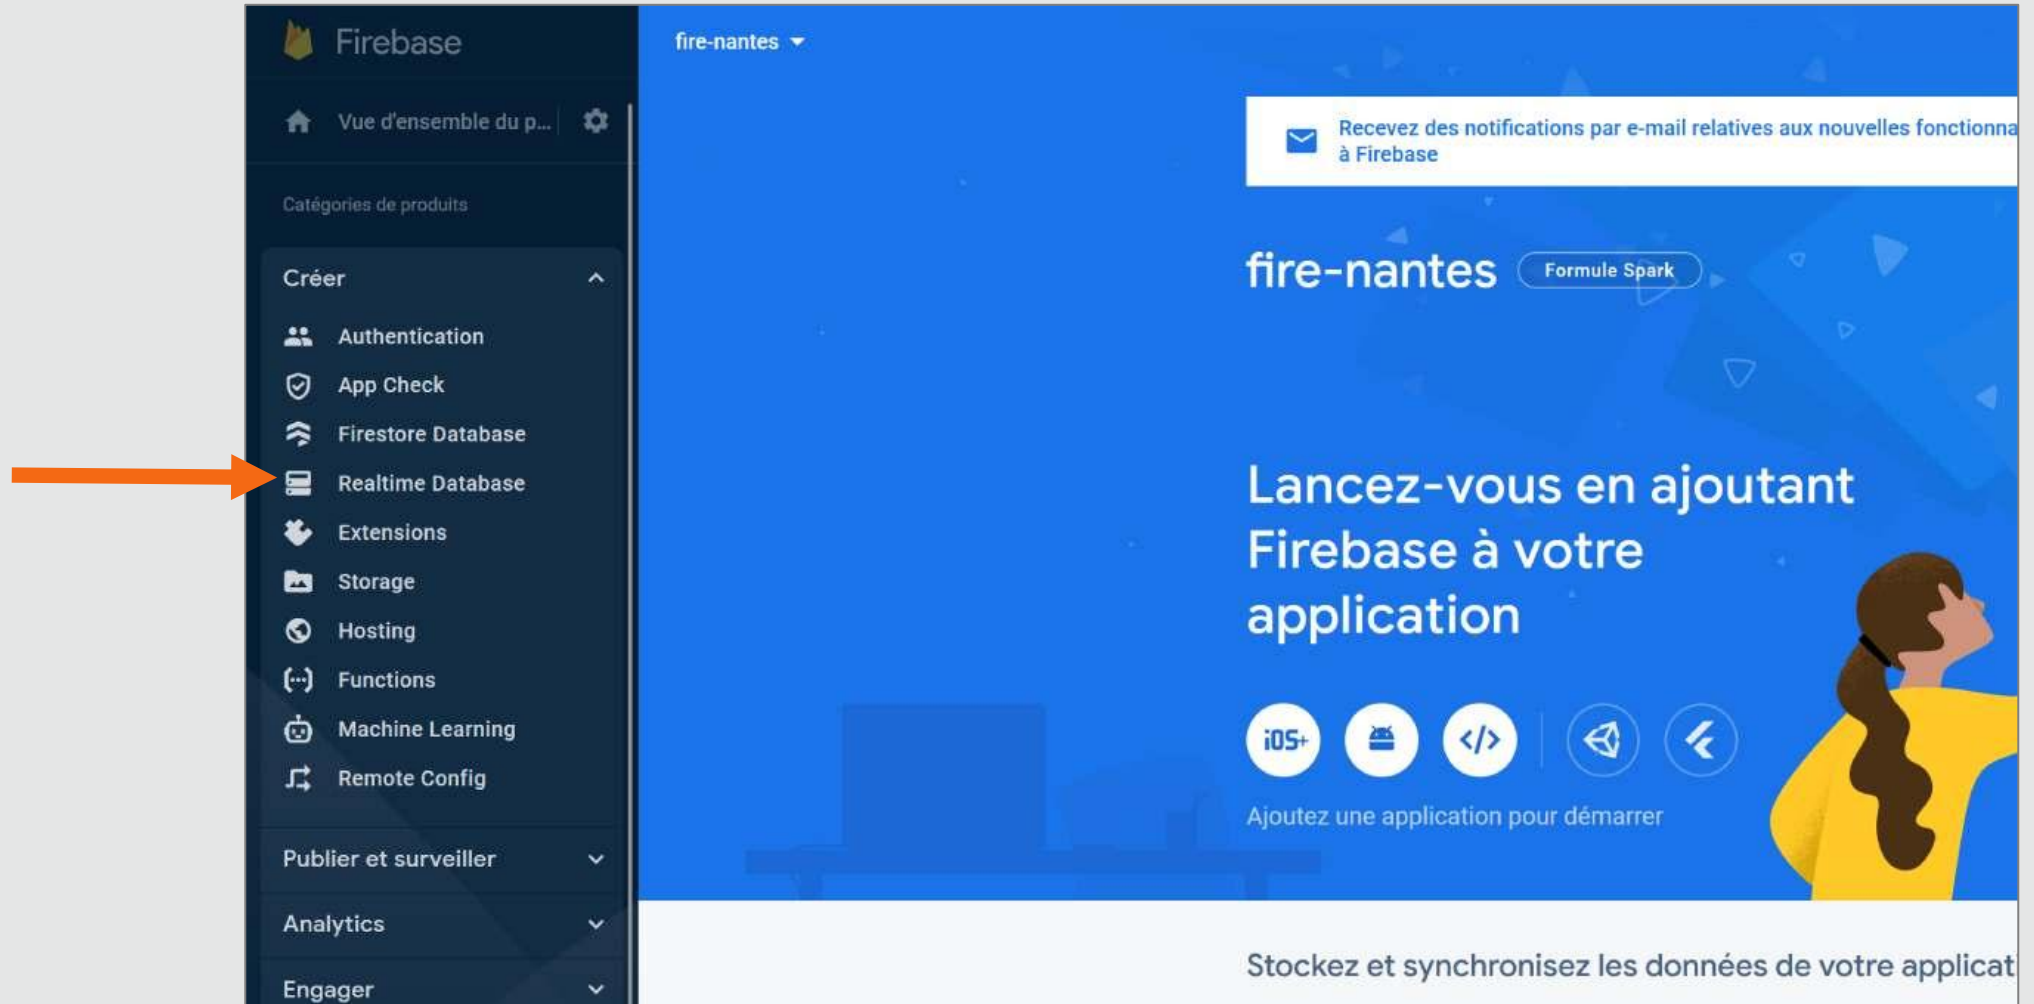 Firebase
Vue d'ensemble du p...
Catégories de produits
Créer
Authentication
App Check
Firestore Database
Realtime Database
Extensions
Storage
Hosting
Functions
Machine Learning
Remote Config
Publier et surveiller
Analytics
Engager
fire-nantes
Recevez des notifications par e-mail relatives aux nouvelles fonctionna
à Firebase
fire-nantes
Formule Spark
Lancez-vous en ajoutant
Firebase à votre
application
iOS+
</>
Ajoutez une application pour démarrer
Stockez et synchronisez les données de votre applicat